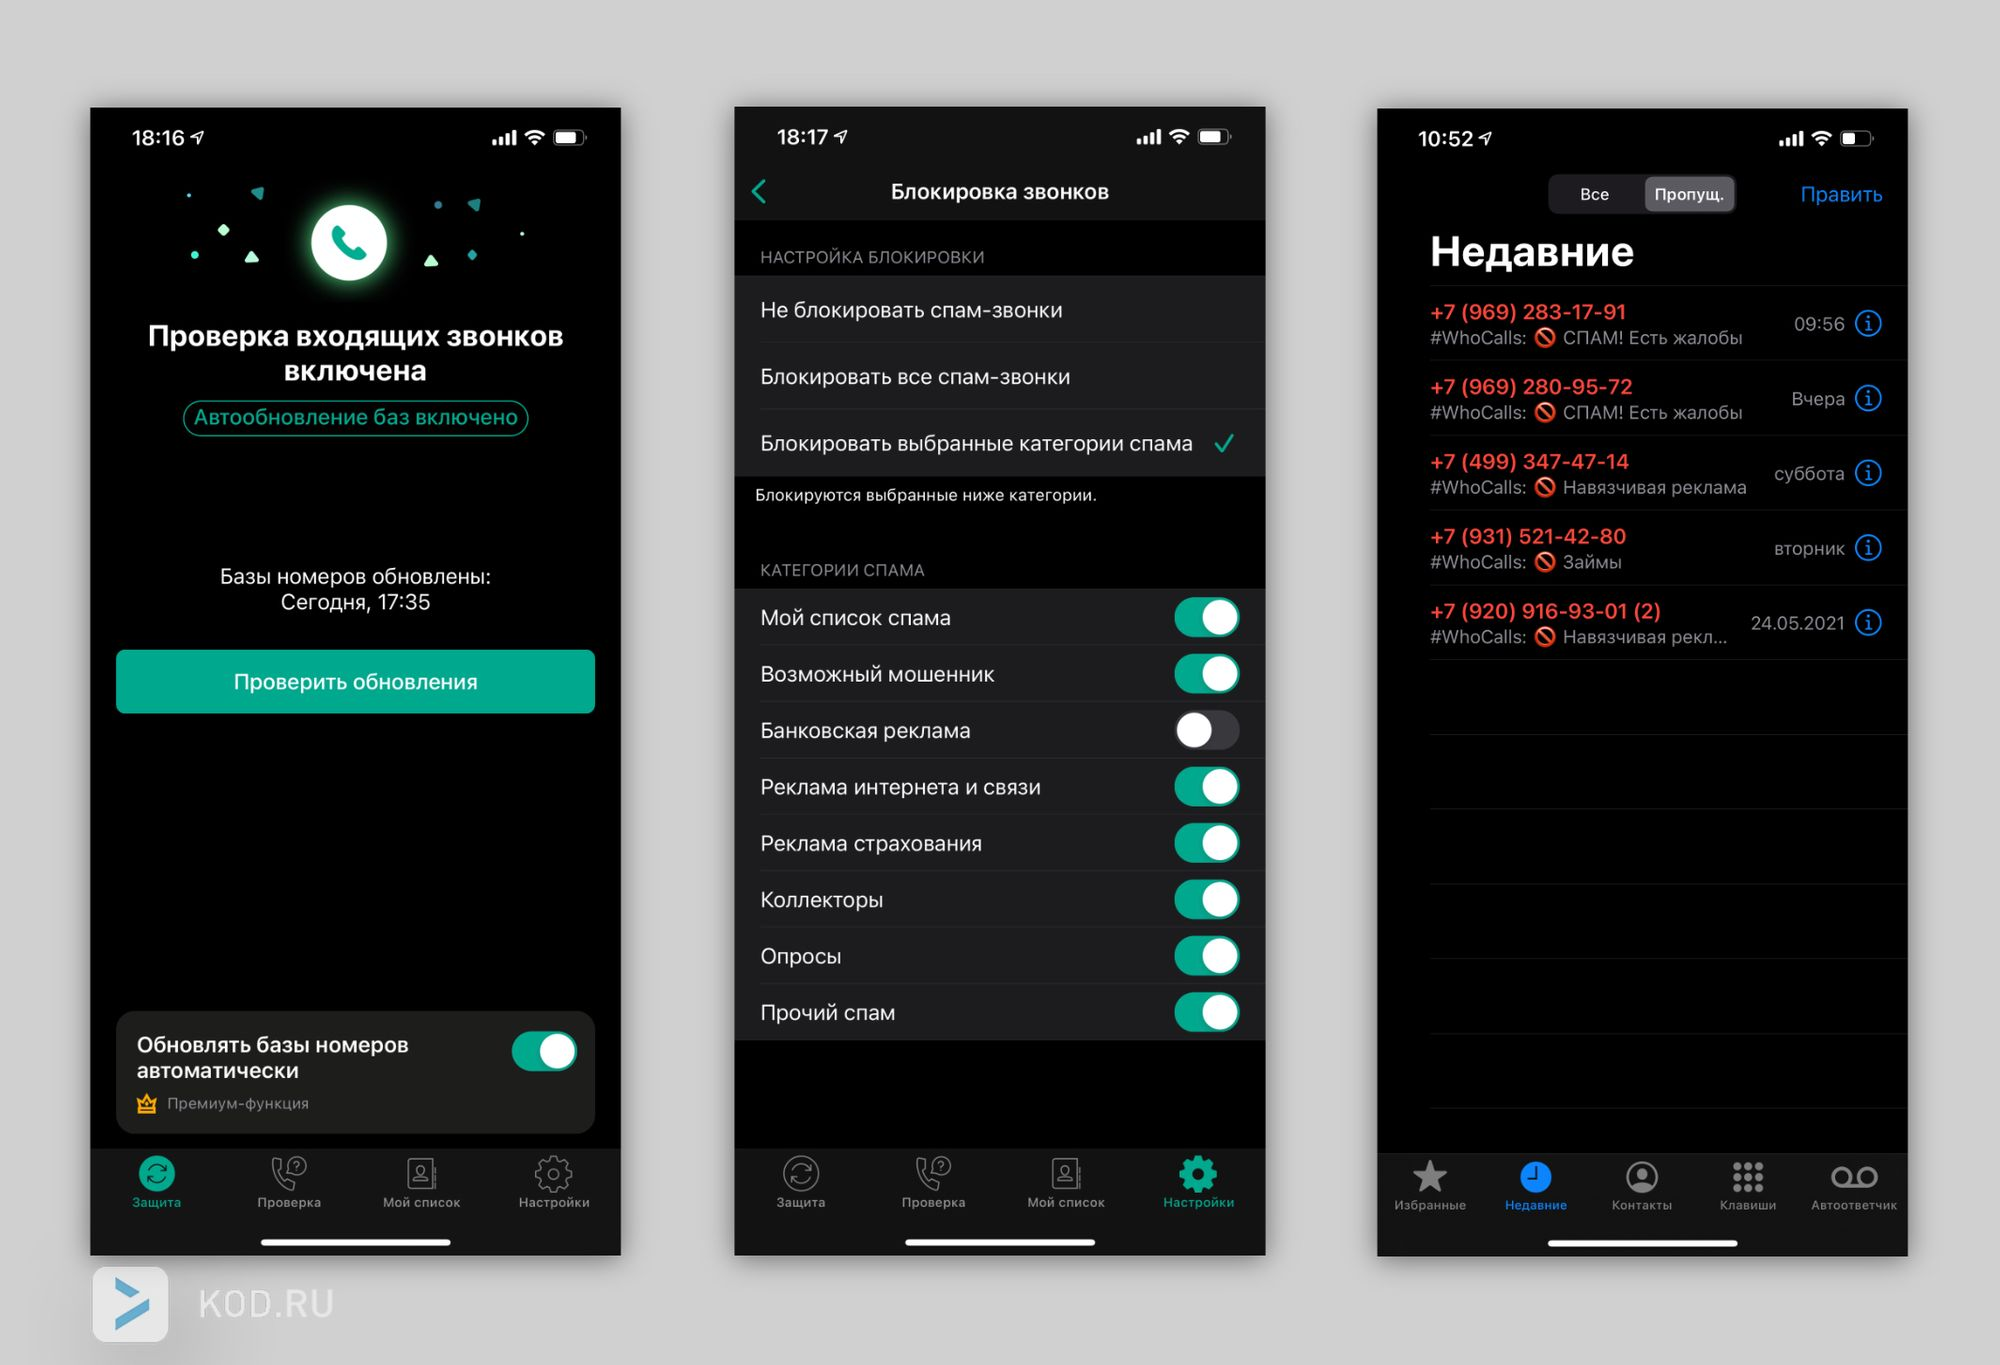 18:16
Проверка входящих звонков
включена
Автообновление баз включено
Базы номеров обновлены:
Сегодня, 17:35
Проверить обновления
Обновлять базы номеров
автоматически
Премиум-функция
Защита
Проверка
Мой список
Настройки
18:17
Блокировка звонков
НАСТРОЙКА БЛОКИРОВКИ
Не блокировать спам-звонки
Блокировать все спам-звонки
Блокировать выбранные категории спама
Блокируются выбранные ниже категории.
КАТЕГОРИИ СПАМА
Мой список спама
Возможный мошенник
Банковская реклама
Реклама интернета и связи
Реклама страхования
Коллекторы
Опросы
Прочий спам
Защита
Проверка
Мой список
Настройки
10:52
Все Пропущ. Править
Недавние
+7 (969) 283-17-91
#WhoCalls: 🚫 СПАМ! Есть жалобы 09:56
+7 (969) 280-95-72
#WhoCalls: 🚫 СПАМ! Есть жалобы Вчера
+7 (499) 347-47-14
#WhoCalls: 🚫 Навязчивая реклама суббота
+7 (931) 521-42-80
#WhoCalls: 🚫 Займы вторник
+7 (920) 916-93-01 (2)
#WhoCalls: 🚫 Навязчивая рекл... 24.05.2021
Избранные
Недавние
Контакты
Клавиши
Автоответчик
KOD.RU